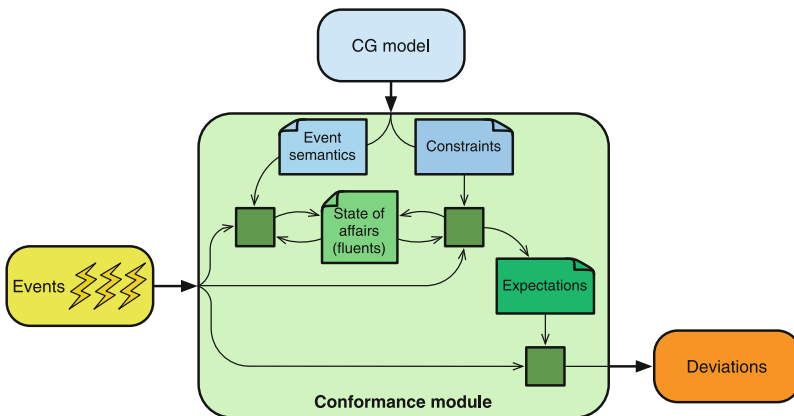 CG model
Event
semantics
Constraints
State of
affairs
(fluents)
Events
Expectations
Deviations
Conformance module